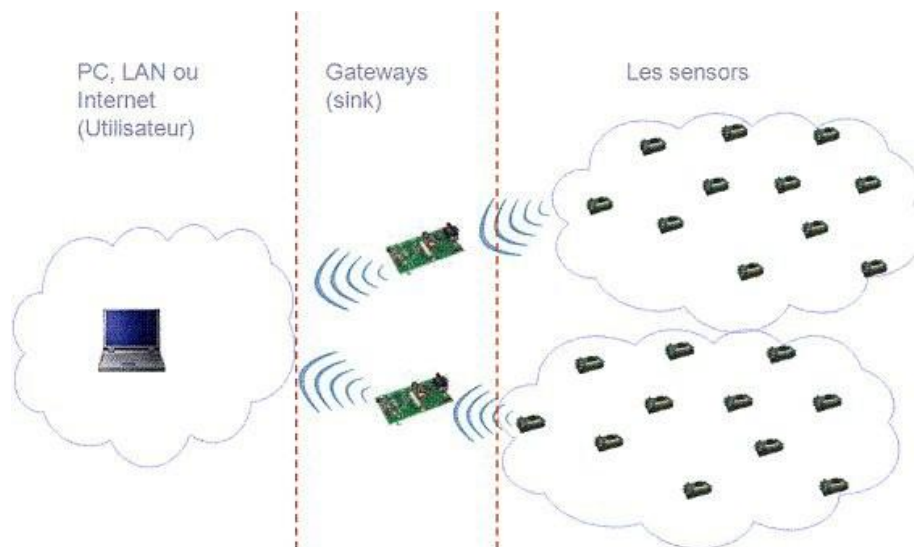 PC, LAN ou
Internet
(Utilisateur)
Gateways
(sink)
Les sensors